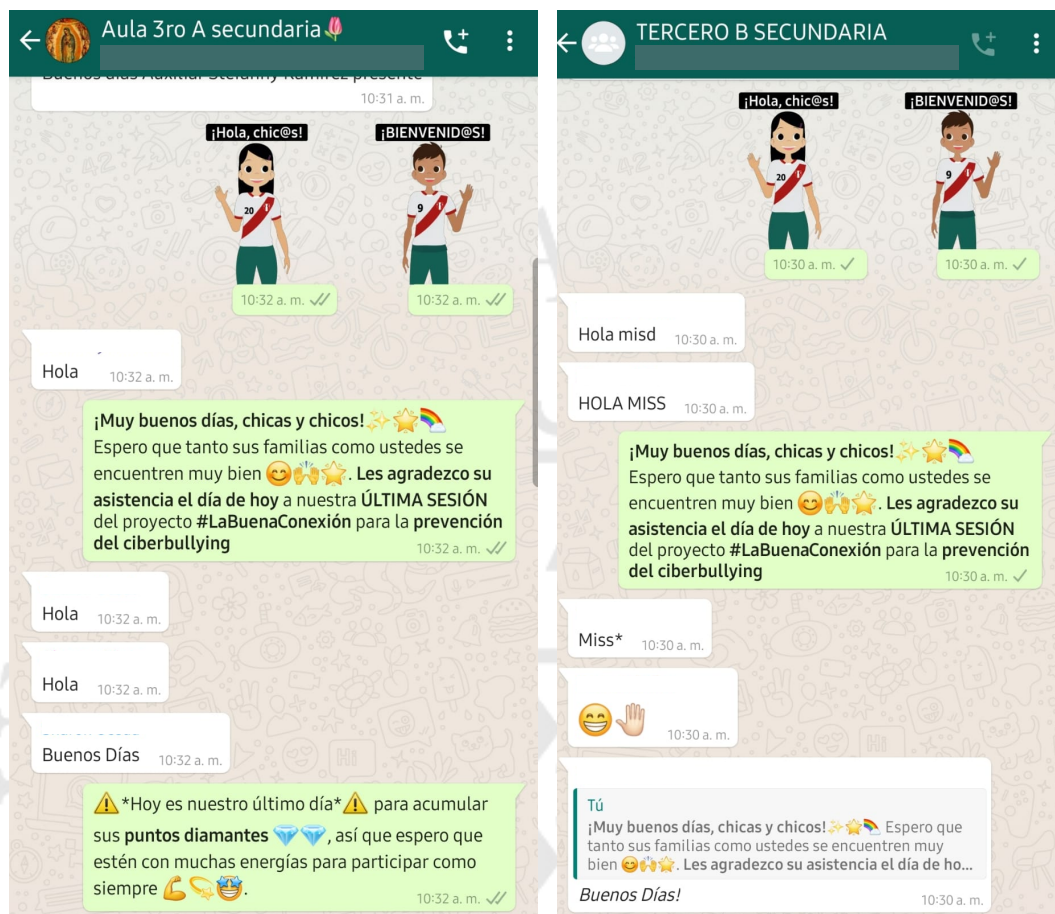 Aula 3ro A secundaria🌷
10:31 a. m.
¡Hola, chic@s!
¡BIENVENID@S!
20
9
10:32 a. m.
10:32 a. m.
Hola 10:32 a. m.
¡Muy buenos días, chicas y chicos!✨🌟🌈
Espero que tanto sus familias como ustedes se
encuentren muy bien 😊🙌🌟. Les agradezco su
asistencia el día de hoy a nuestra ÚLTIMA SESIÓN
del proyecto #LaBuenaConexión para la prevención
del ciberbullying 10:32 a. m.
Hola 10:32 a. m.
Hola 10:32 a. m.
Buenos Días 10:32 a. m.
⚠️*Hoy es nuestro último día*⚠️ para acumular
sus puntos diamantes 💎💎, así que espero que
estén con muchas energías para participar como
siempre 💪💫🤩.
10:32 a. m.
TERCERO B SECUNDARIA
¡Hola, chic@s!
¡BIENVENID@S!
20
9
10:30 a. m.
10:30 a. m.
Hola misd 10:30 a. m.
HOLA MISS 10:30 a. m.
¡Muy buenos días, chicas y chicos!✨🌟🌈
Espero que tanto sus familias como ustedes se
encuentren muy bien 😊🙌🌟. Les agradezco su
asistencia el día de hoy a nuestra ÚLTIMA SESIÓN
del proyecto #LaBuenaConexión para la prevención
del ciberbullying 10:30 a. m.
Miss* 10:30 a. m.
😁🤚🏻 10:30 a. m.
Tú
¡Muy buenos días, chicas y chicos!✨🌟🌈 Espero que
tanto sus familias como ustedes se encuentren muy
bien 😊🙌🌟. Les agradezco su asistencia el día de ho...
Buenos Días! 10:30 a. m.